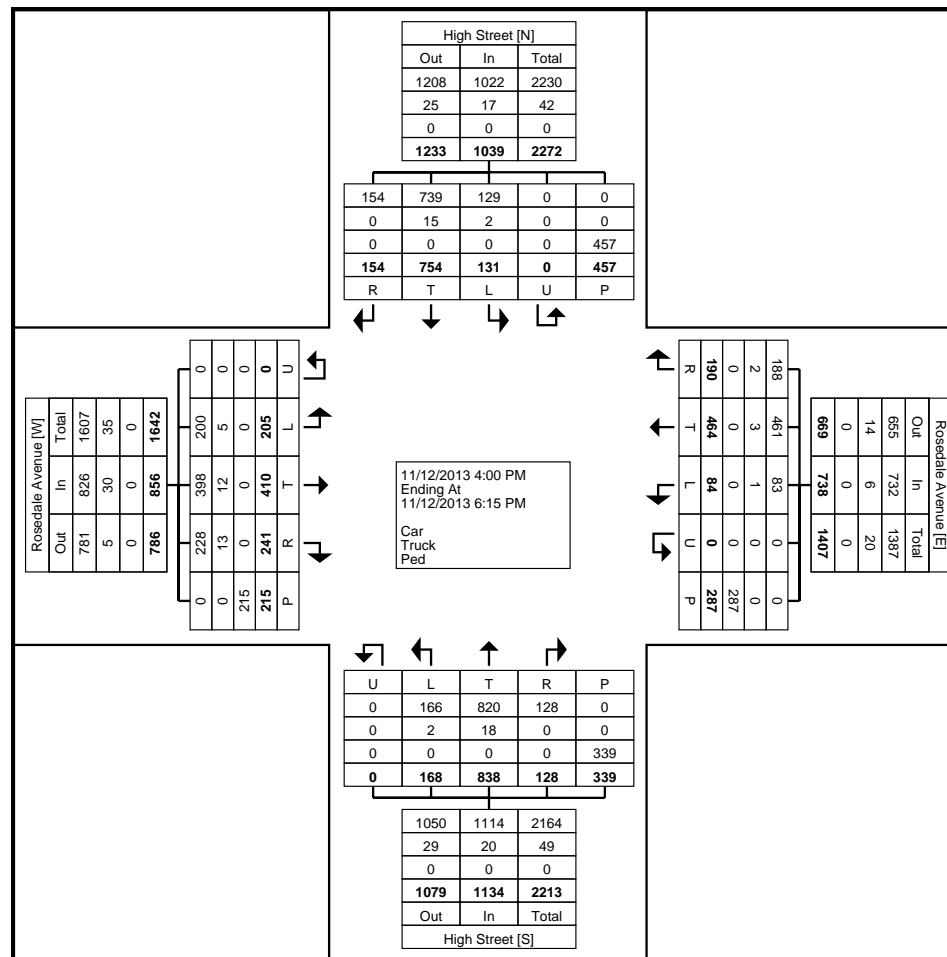 High Street [N]
Out In Total
1208 1022 2230
25 17 42
0 0 0
1233 1039 2272
154 739 129 0 0
0 15 2 0 0
0 0 0 0 457
154 754 131 0 457
R T L U P
Rosedale Avenue [W]
Total 1607 35 0 1642
In 826 30 0 856
Out 781 5 0 786
0 0 0 0 U
200 5 0 205 L
398 12 0 410 T
228 13 0 241 R
0 0 215 215 P
11/12/2013 4:00 PM
Ending At
11/12/2013 6:15 PM
Car
Truck
Ped
R 190 0 2 188
T 464 0 3 461
L 84 0 1 83
U 0 0 0 0
P 287 287 0 0
669 0 14 655 Out
738 0 6 732 In
1407 0 20 1387 Total
Rosedale Avenue [E]
U L T R P
0 166 820 128 0
0 2 18 0 0
0 0 0 0 339
0 168 838 128 339
1050 1114 2164
29 20 49
0 0 0
1079 1134 2213
Out In Total
High Street [S]